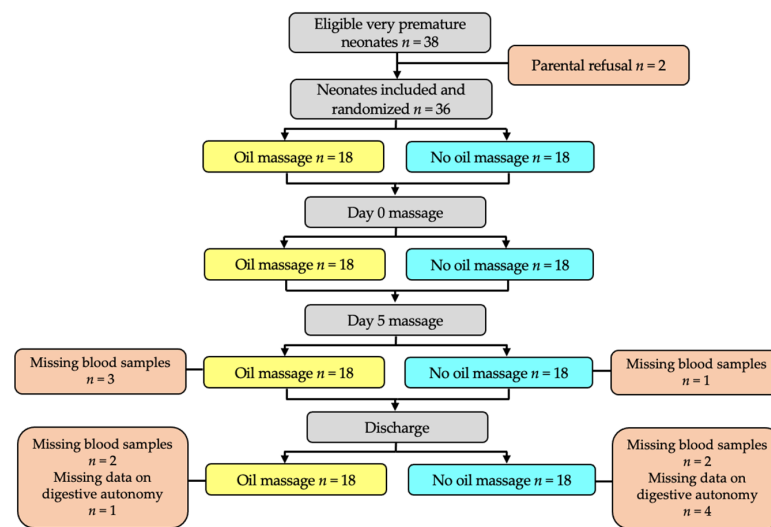 Eligible very premature
neonates n = 38
Parental refusal n = 2
Neonates included and
randomized n = 36
Oil massage n = 18
No oil massage n = 18
Day 0 massage
Oil massage n = 18
No oil massage n = 18
Day 5 massage
Missing blood samples
n = 3
Oil massage n = 18
No oil massage n = 18
Missing blood samples
n = 1
Discharge
Missing blood samples
n = 2
Missing data on
digestive autonomy
n = 1
Oil massage n = 18
No oil massage n = 18
Missing blood samples
n = 2
Missing data on
digestive autonomy
n = 4